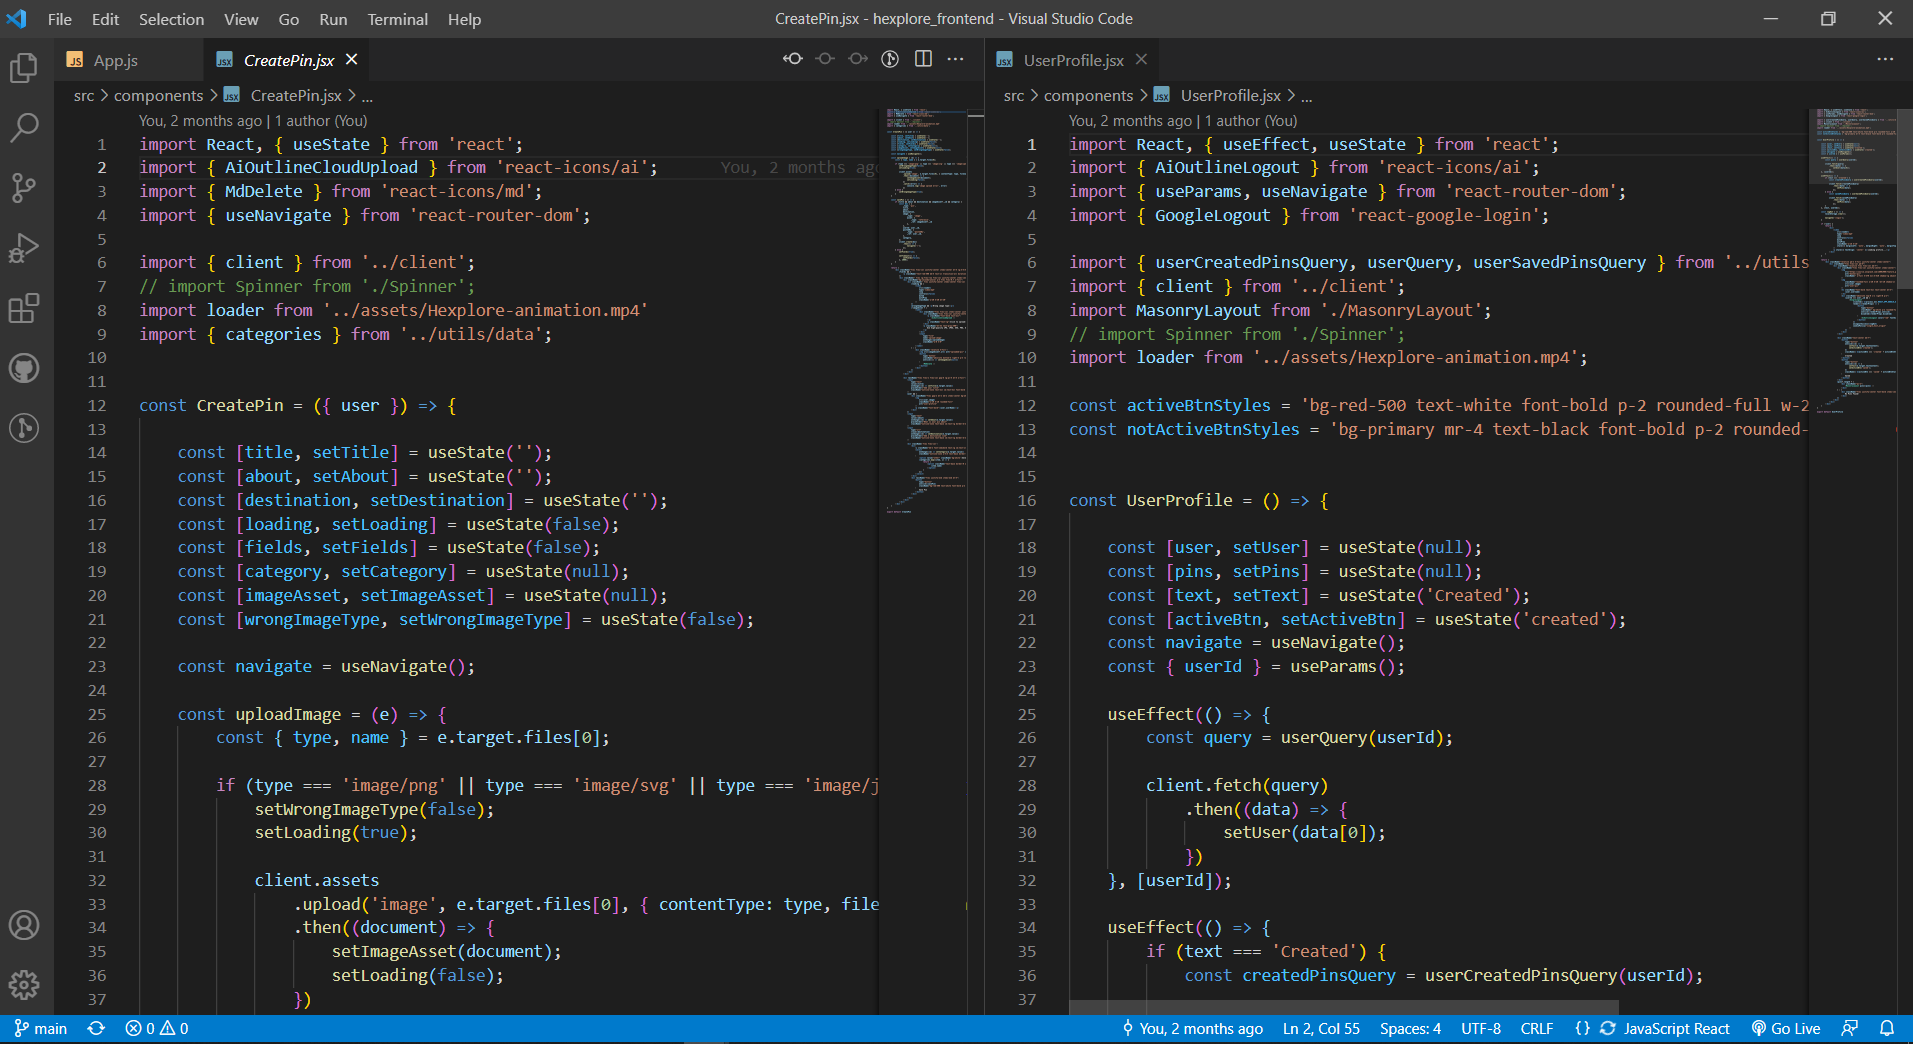 File Edit Selection View Go Run Terminal Help
CreatePin.jsx - hexplore_frontend - Visual Studio Code
JS App.js
JSX CreatePin.jsx
src > components > JSX CreatePin.jsx > ...
You, 2 months ago | 1 author (You)
1 import React, { useState } from 'react';
2 import { AiOutlineCloudUpload } from 'react-icons/ai'; You, 2 months ag
3 import { MdDelete } from 'react-icons/md';
4 import { useNavigate } from 'react-router-dom';
5
6 import { client } from '../client';
7 // import Spinner from './Spinner';
8 import loader from '../assets/Hexplore-animation.mp4'
9 import { categories } from '../utils/data';
10
11
12 const CreatePin = ({ user }) => {
13
14 const [title, setTitle] = useState('');
15 const [about, setAbout] = useState('');
16 const [destination, setDestination] = useState('');
17 const [loading, setLoading] = useState(false);
18 const [fields, setFields] = useState(false);
19 const [category, setCategory] = useState(null);
20 const [imageAsset, setImageAsset] = useState(null);
21 const [wrongImageType, setWrongImageType] = useState(false);
22
23 const navigate = useNavigate();
24
25 const uploadImage = (e) => {
26 const { type, name } = e.target.files[0];
27
28 if (type === 'image/png' || type === 'image/svg' || type === 'image/j
29 setWrongImageType(false);
30 setLoading(true);
31
32 client.assets
33 .upload('image', e.target.files[0], { contentType: type, file
34 .then((document) => {
35 setImageAsset(document);
36 setLoading(false);
37 })
JSX UserProfile.jsx
src > components > JSX UserProfile.jsx > ...
You, 2 months ago | 1 author (You)
1 import React, { useEffect, useState } from 'react';
2 import { AiOutlineLogout } from 'react-icons/ai';
3 import { useParams, useNavigate } from 'react-router-dom';
4 import { GoogleLogout } from 'react-google-login';
5
6 import { userCreatedPinsQuery, userQuery, userSavedPinsQuery } from '../utils
7 import { client } from '../client';
8 import MasonryLayout from './MasonryLayout';
9 // import Spinner from './Spinner';
10 import loader from '../assets/Hexplore-animation.mp4';
11
12 const activeBtnStyles = 'bg-red-500 text-white font-bold p-2 rounded-full w-2
13 const notActiveBtnStyles = 'bg-primary mr-4 text-black font-bold p-2 rounded-
14
15
16 const UserProfile = () => {
17
18 const [user, setUser] = useState(null);
19 const [pins, setPins] = useState(null);
20 const [text, setText] = useState('Created');
21 const [activeBtn, setActiveBtn] = useState('created');
22 const navigate = useNavigate();
23 const { userId } = useParams();
24
25 useEffect(() => {
26 const query = userQuery(userId);
27
28 client.fetch(query)
29 .then((data) => {
30 setUser(data[0]);
31 })
32 }, [userId]);
33
34 useEffect(() => {
35 if (text === 'Created') {
36 const createdPinsQuery = userCreatedPinsQuery(userId);
37
main 0 0 You, 2 months ago Ln 2, Col 55 Spaces: 4 UTF-8 CRLF {} JavaScript React Go Live